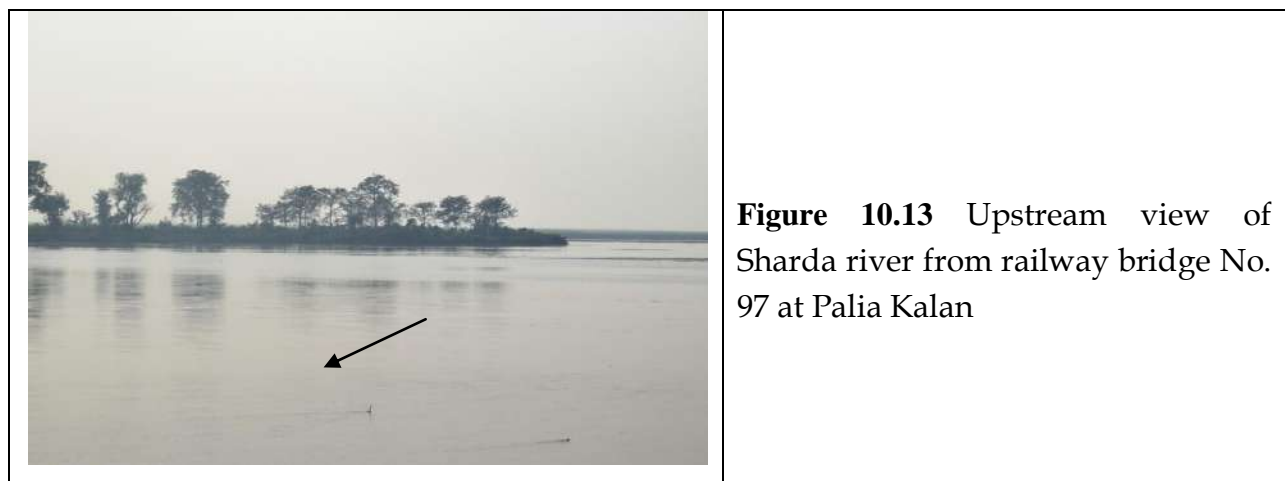 Figure 10.13 Upstream view of
Sharda river from railway bridge No.
97 at Palia Kalan